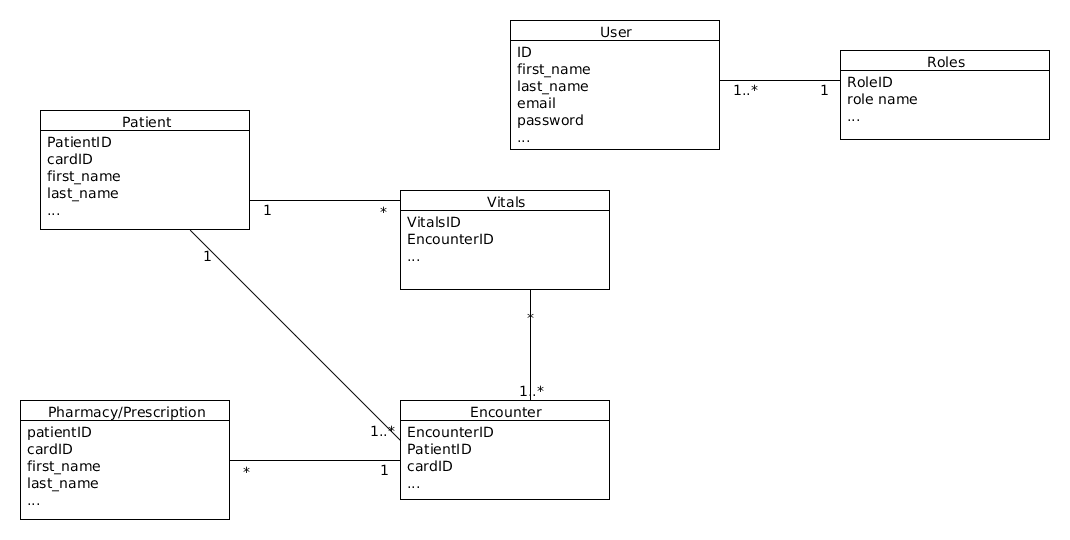 User
ID
first_name
last_name
email
password
...
1..*
1
Roles
RoleID
role name
...
Patient
PatientID
cardID
first_name
last_name
...
1
*
Vitals
VitalsID
EncounterID
...
1
1..*
*
1..*
Pharmacy/Prescription
patientID
cardID
first_name
last_name
...
*
1
Encounter
EncounterID
PatientID
cardID
...